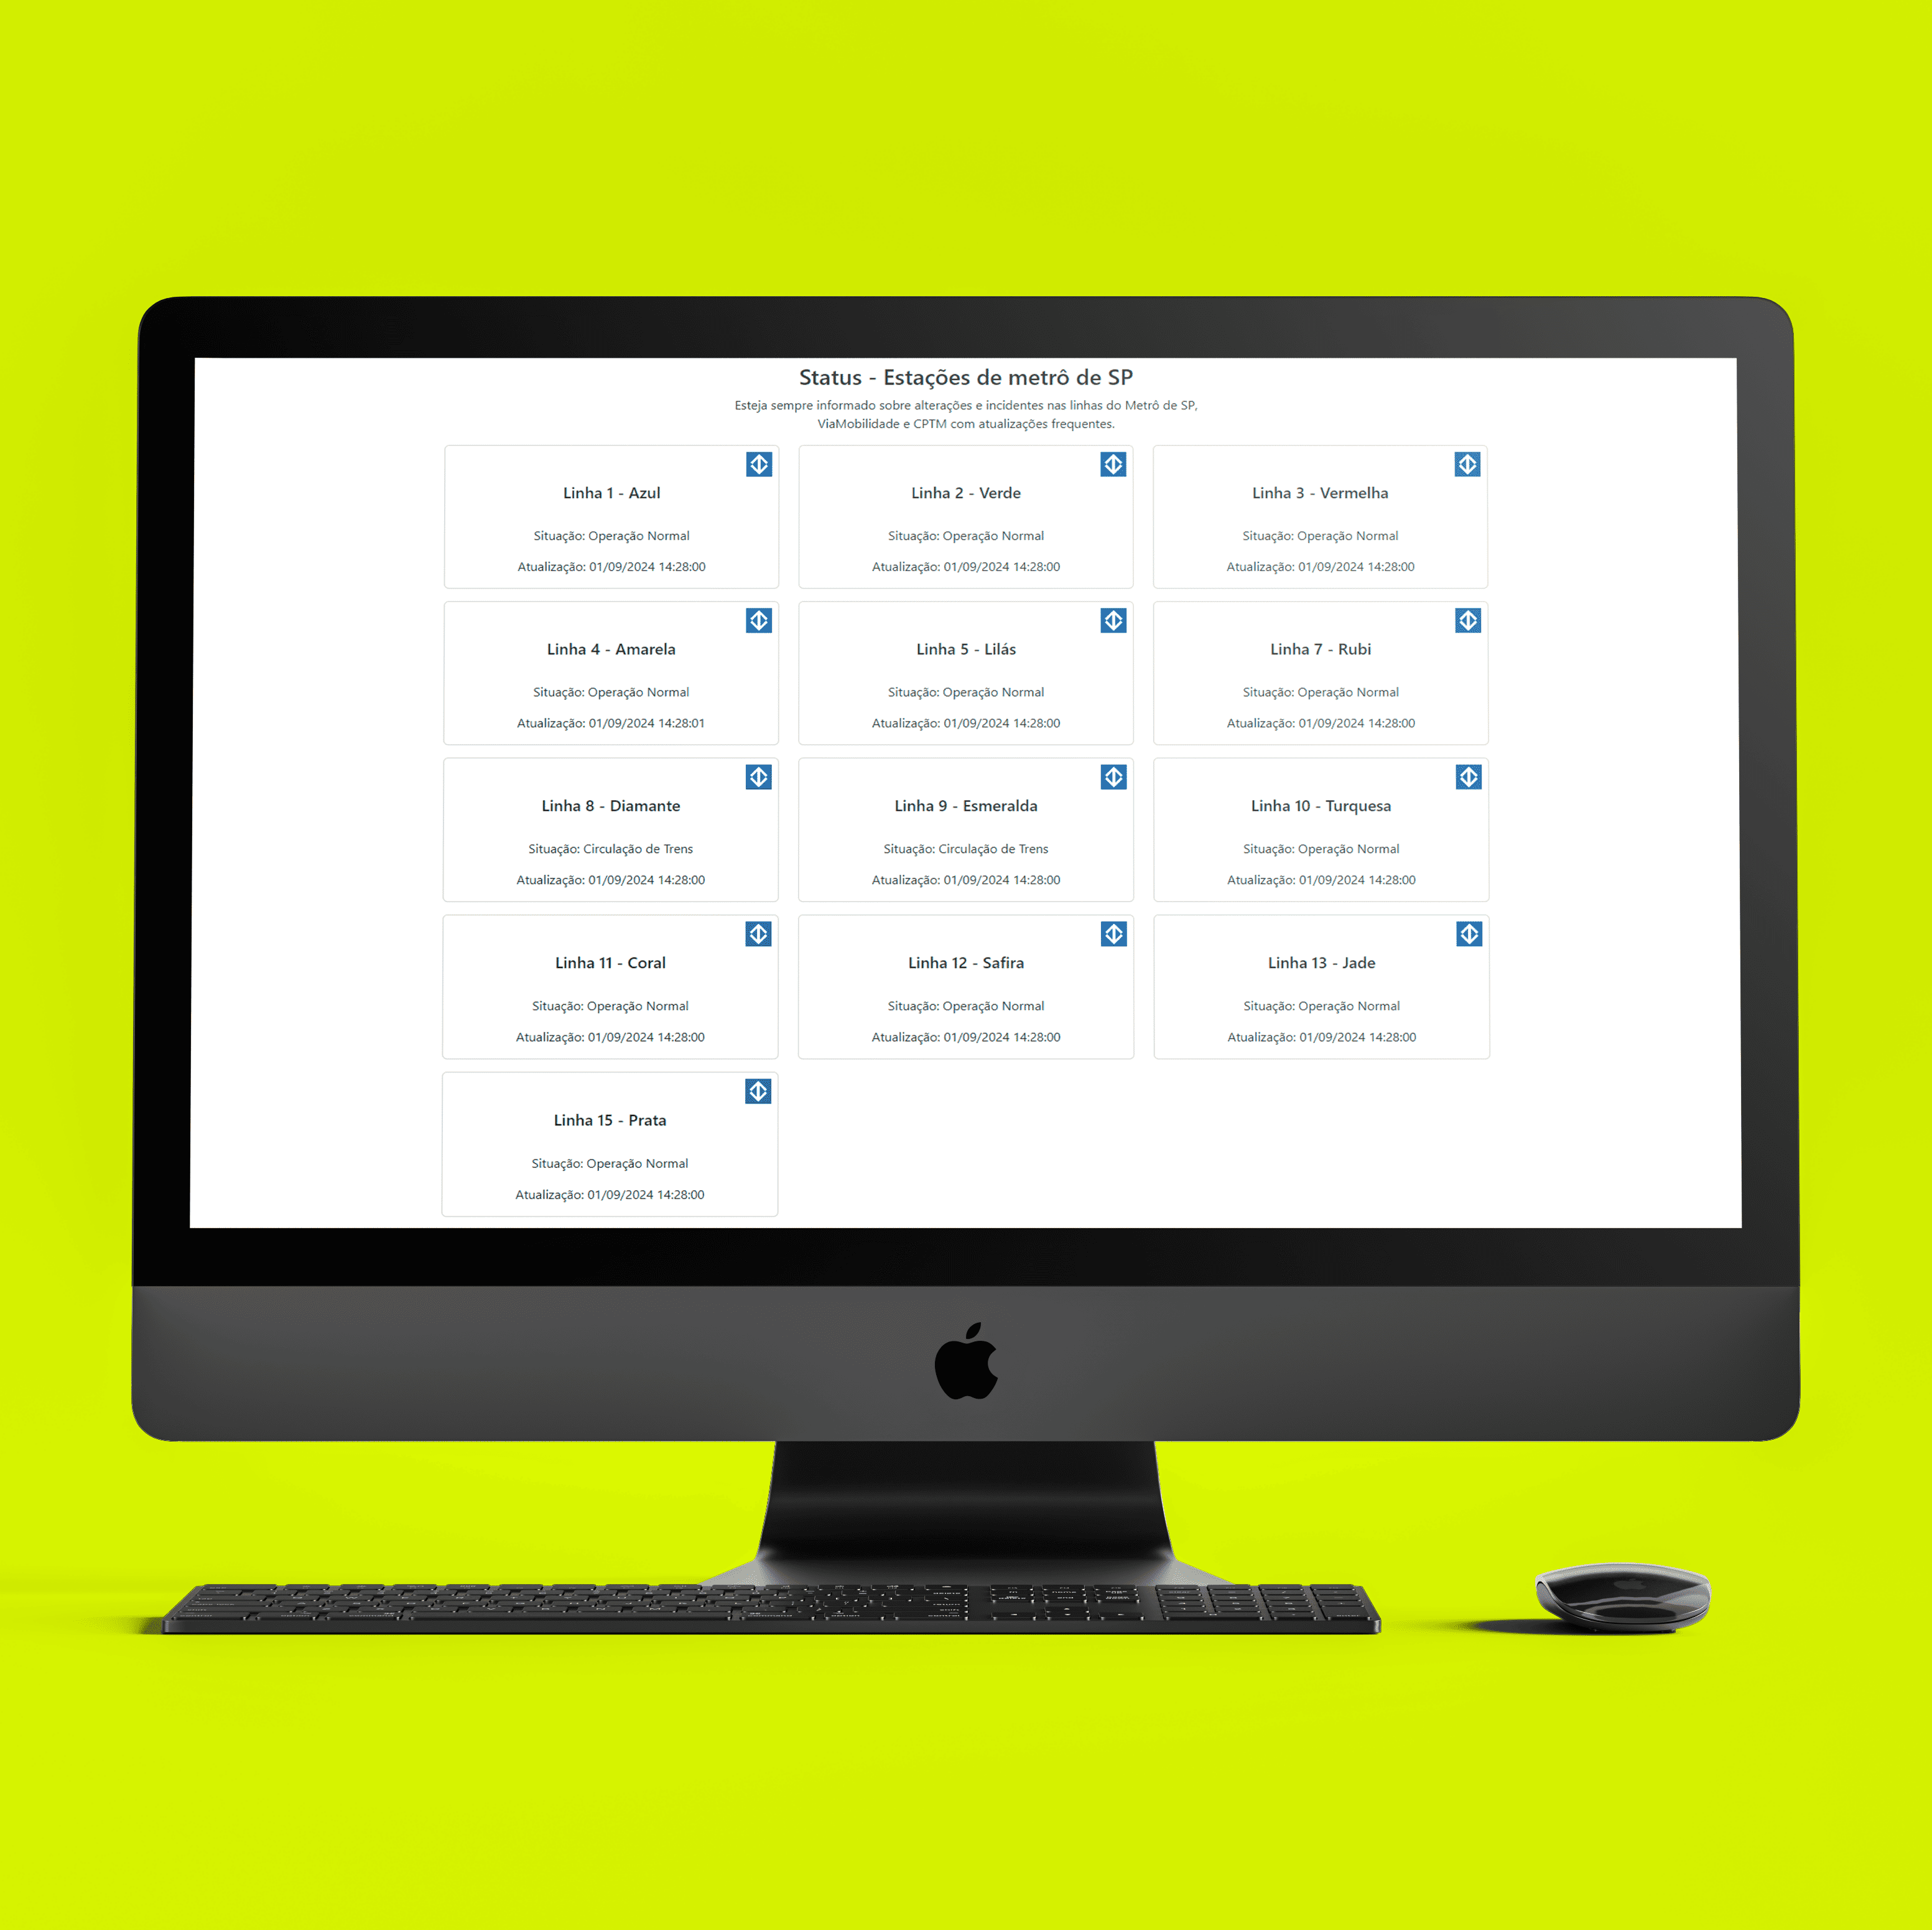 Status - Estações de metrô de SP
Esteja sempre informado sobre alterações e incidentes nas linhas do Metrô de SP,
ViaMobilidade e CPTM com atualizações frequentes.
Linha 1 - Azul
Situação: Operação Normal
Atualização: 01/09/2024 14:28:00
Linha 2 - Verde
Situação: Operação Normal
Atualização: 01/09/2024 14:28:00
Linha 3 - Vermelha
Situação: Operação Normal
Atualização: 01/09/2024 14:28:00
Linha 4 - Amarela
Situação: Operação Normal
Atualização: 01/09/2024 14:28:01
Linha 5 - Lilás
Situação: Operação Normal
Atualização: 01/09/2024 14:28:00
Linha 7 - Rubi
Situação: Operação Normal
Atualização: 01/09/2024 14:28:00
Linha 8 - Diamante
Situação: Circulação de Trens
Atualização: 01/09/2024 14:28:00
Linha 9 - Esmeralda
Situação: Circulação de Trens
Atualização: 01/09/2024 14:28:00
Linha 10 - Turquesa
Situação: Operação Normal
Atualização: 01/09/2024 14:28:00
Linha 11 - Coral
Situação: Operação Normal
Atualização: 01/09/2024 14:28:00
Linha 12 - Safira
Situação: Operação Normal
Atualização: 01/09/2024 14:28:00
Linha 13 - Jade
Situação: Operação Normal
Atualização: 01/09/2024 14:28:00
Linha 15 - Prata
Situação: Operação Normal
Atualização: 01/09/2024 14:28:00